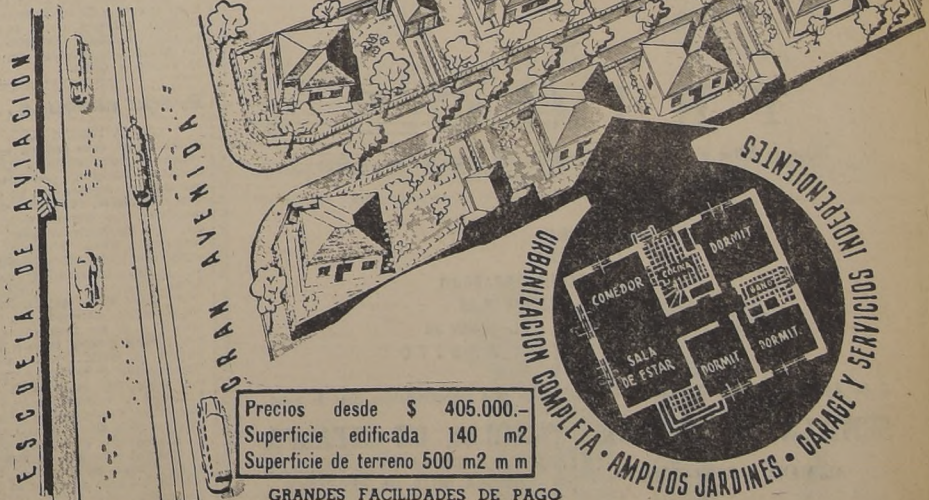 ESCUELA DE AVIACION
GRAN AVENIDA
URBANIZACION COMPLETA • AMPLIOS JARDINES • GARAGE Y SERVICIOS INDEPENDIENTES
COMEDOR
COCINA
DORMIT.
BAÑO
SALA
DE ESTAR
DORMIT.
DORMIT.
Precios desde $ 405.000.–
Superficie edificada 140 m2
Superficie de terreno 500 m2 m m
GRANDES FACILIDADES DE PAGO